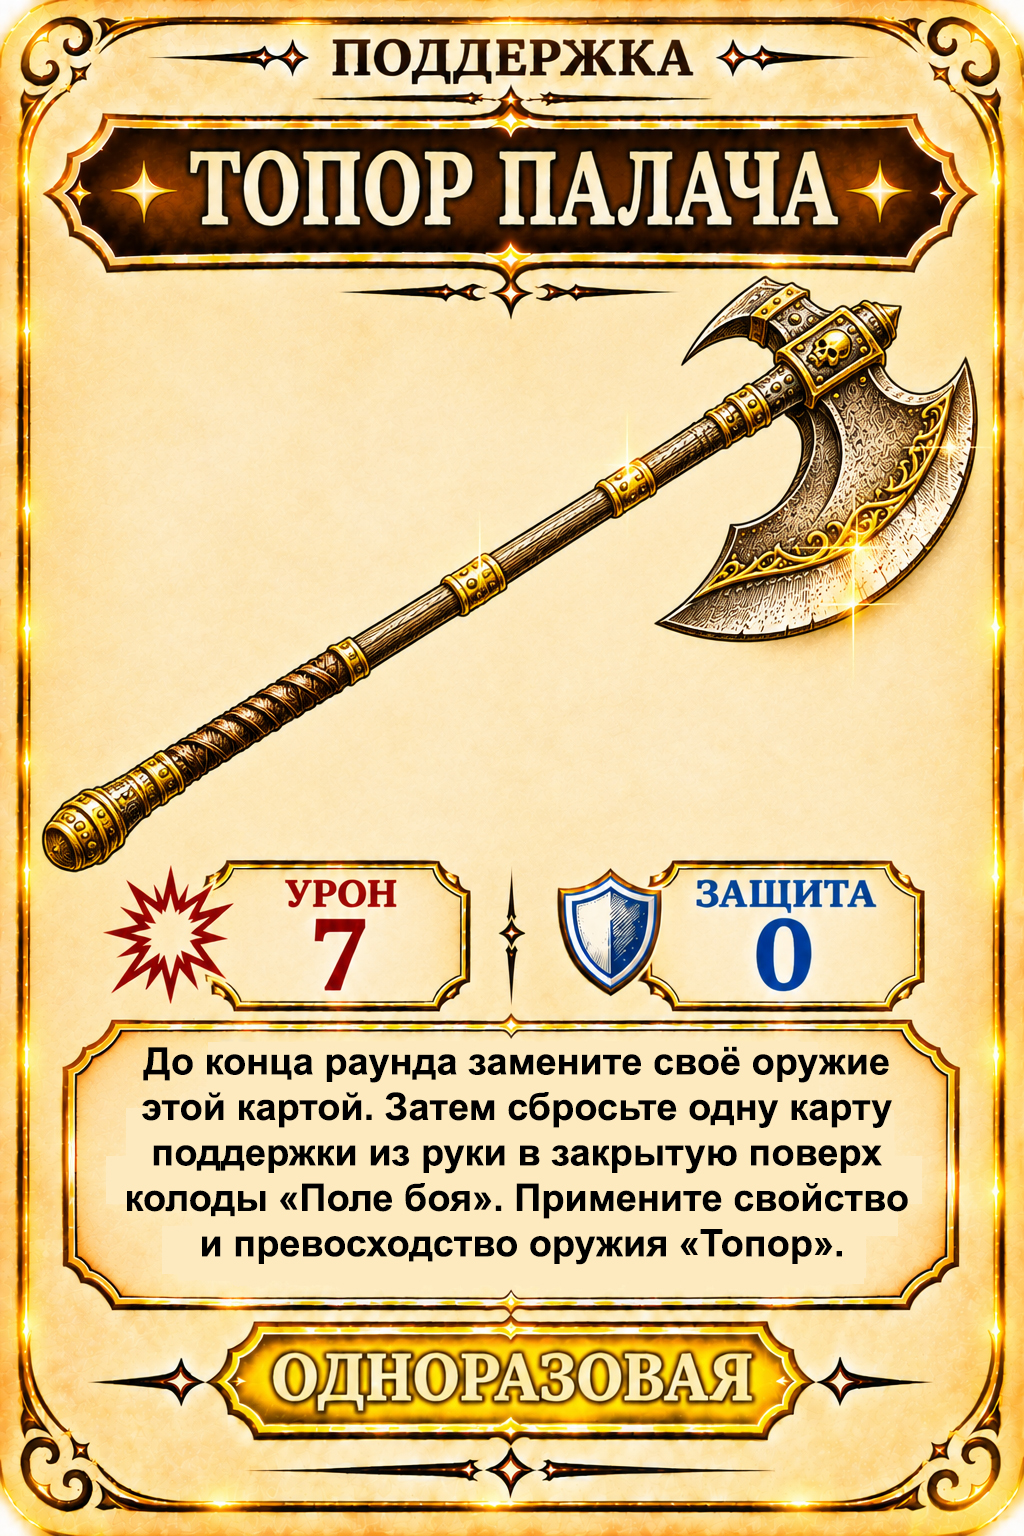 ПОДДЕРЖКА
ТОПОР ПАЛАЧА
УРОН
7
ЗАЩИТА
0
До конца раунда замените своё оружие
этой картой. Затем сбросьте одну карту
поддержки из руки в закрытую поверх
колоды «Поле боя». Примените свойство
и превосходство оружия «Топор».
ОДНОРАЗОВАЯ